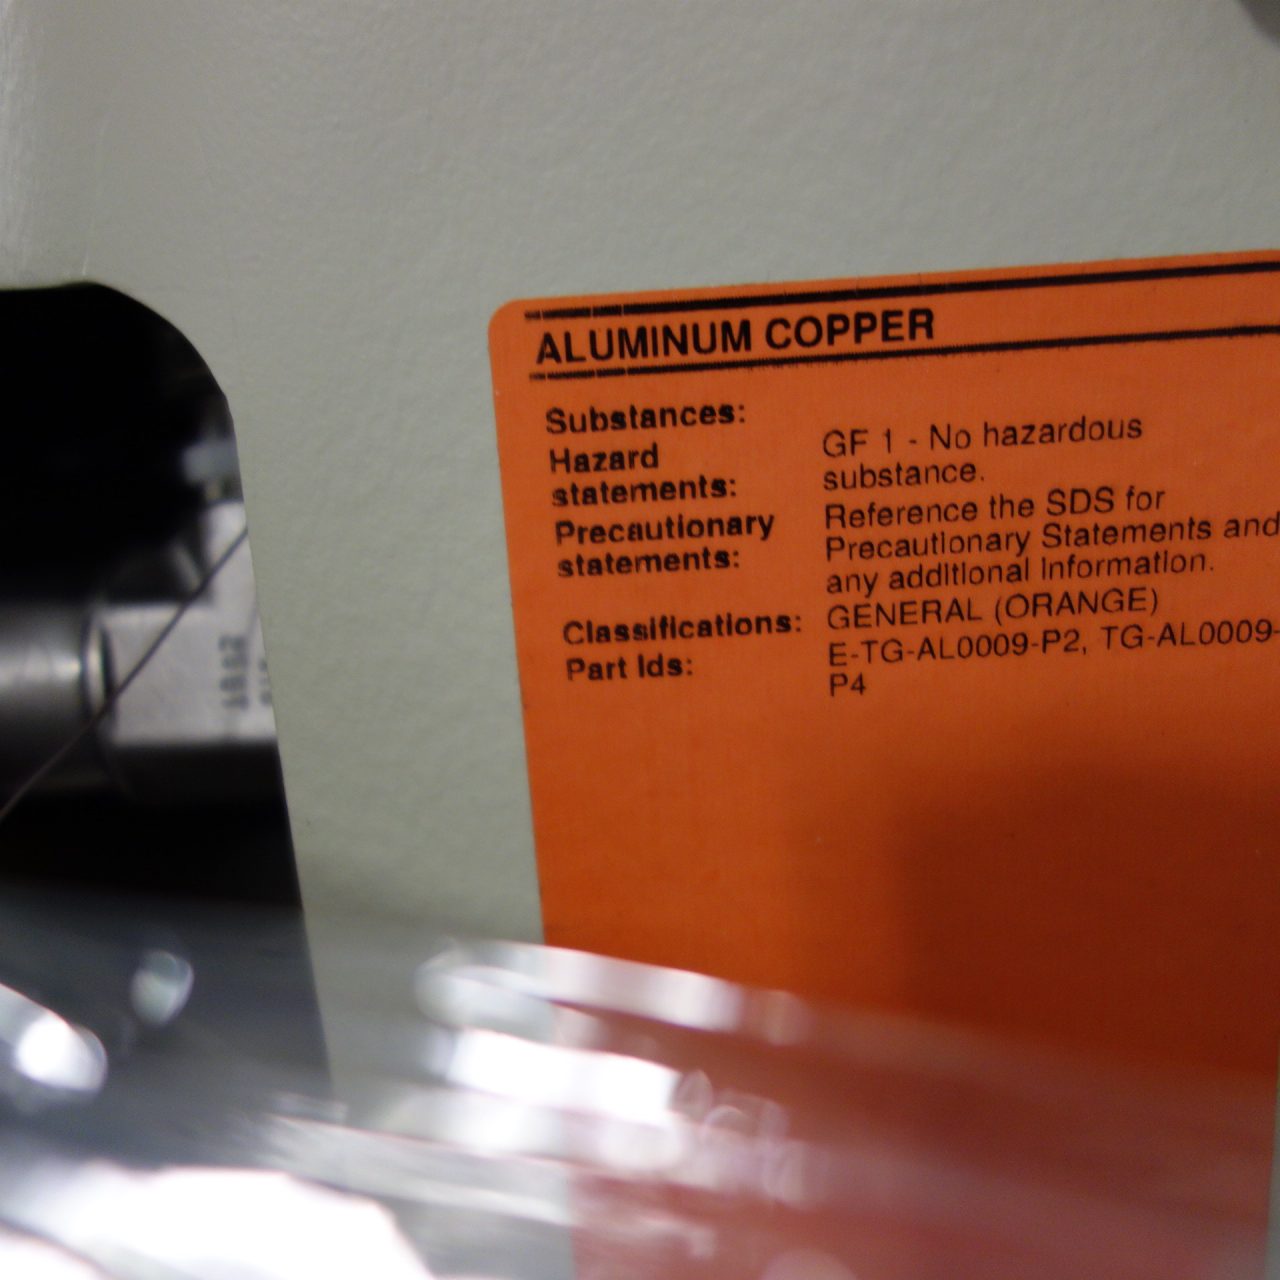 ALUMINUM COPPER
Substances:
Hazard statements:
GF 1 - No hazardous
substance.
Precautionary
statements:
Reference the SDS for
Precautionary Statements and
any additional information.
Classifications:
GENERAL (ORANGE)
Part Ids:
E-TG-AL0009-P2, TG-AL0009-
P4